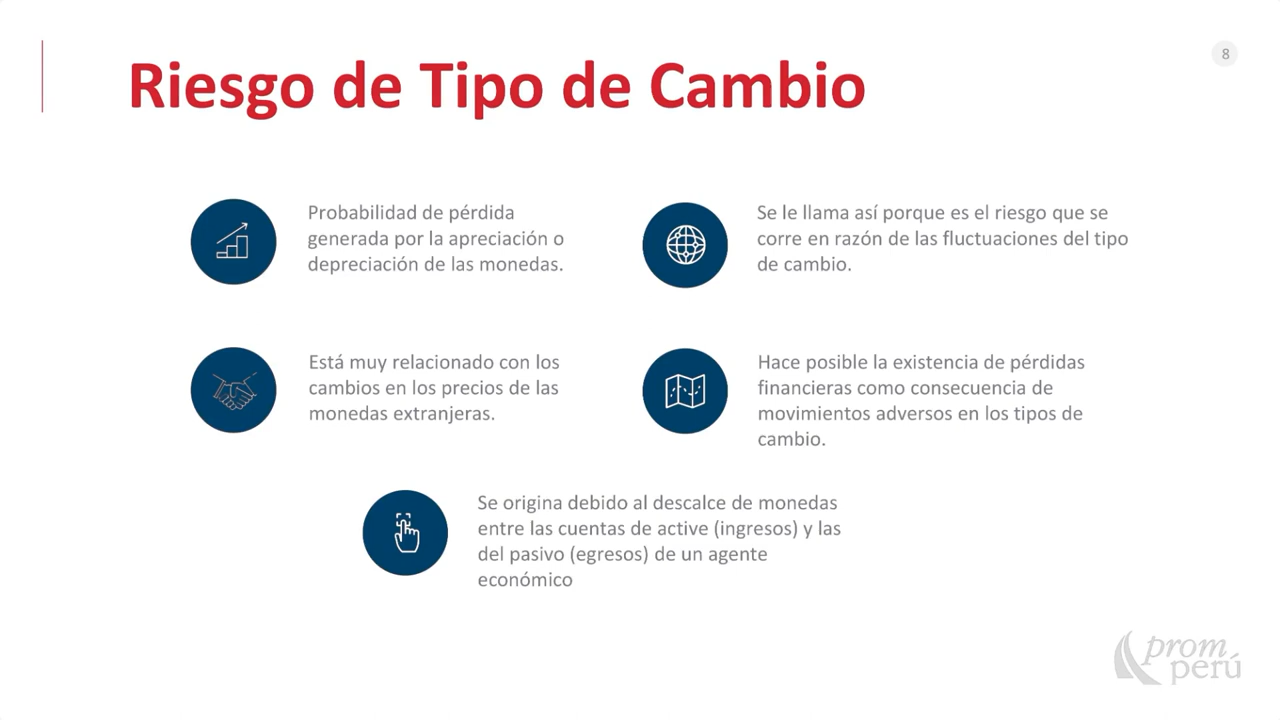 8
Riesgo de Tipo de Cambio
Probabilidad de pérdida
generada por la apreciación o
depreciación de las monedas.
Se le llama así porque es el riesgo que se
corre en razón de las fluctuaciones del tipo
de cambio.
Está muy relacionado con los
cambios en los precios de las
monedas extranjeras.
Hace posible la existencia de pérdidas
financieras como consecuencia de
movimientos adversos en los tipos de
cambio.
Se origina debido al descalce de monedas
entre las cuentas de active (ingresos) y las
del pasivo (egresos) de un agente
económico
prom
perú